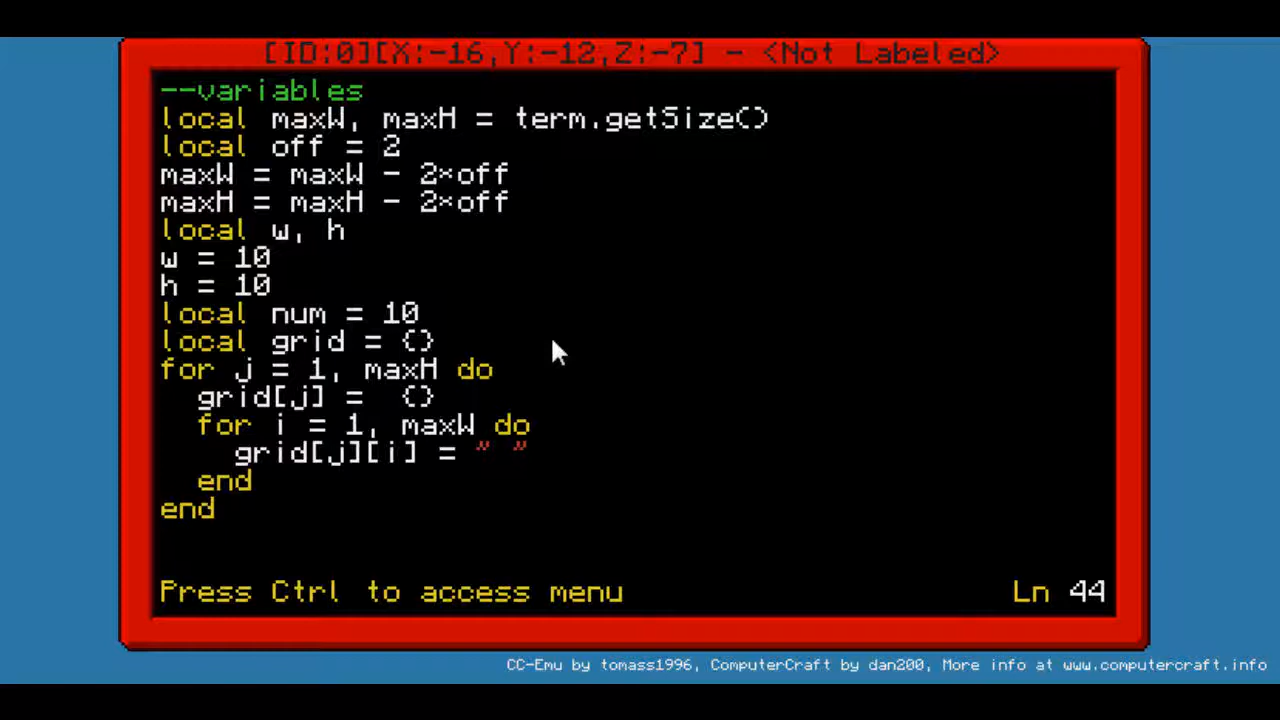 [ID:0][X:-16,Y:-12,Z:-7] - <Not Labeled>
--variables
local maxW, maxH = term.getSize()
local off = 2
maxW = maxW - 2*off
maxH = maxH - 2*off
local w, h
w = 10
h = 10
local num = 10
local grid = {}
for j = 1, maxH do
  grid[j] =  {}
  for i = 1, maxW do
    grid[j][i] = " "
  end
end
Press Ctrl to access menu Ln 44
CC-Emu by tomass1996, ComputerCraft by dan200, More info at www.computercraft.info